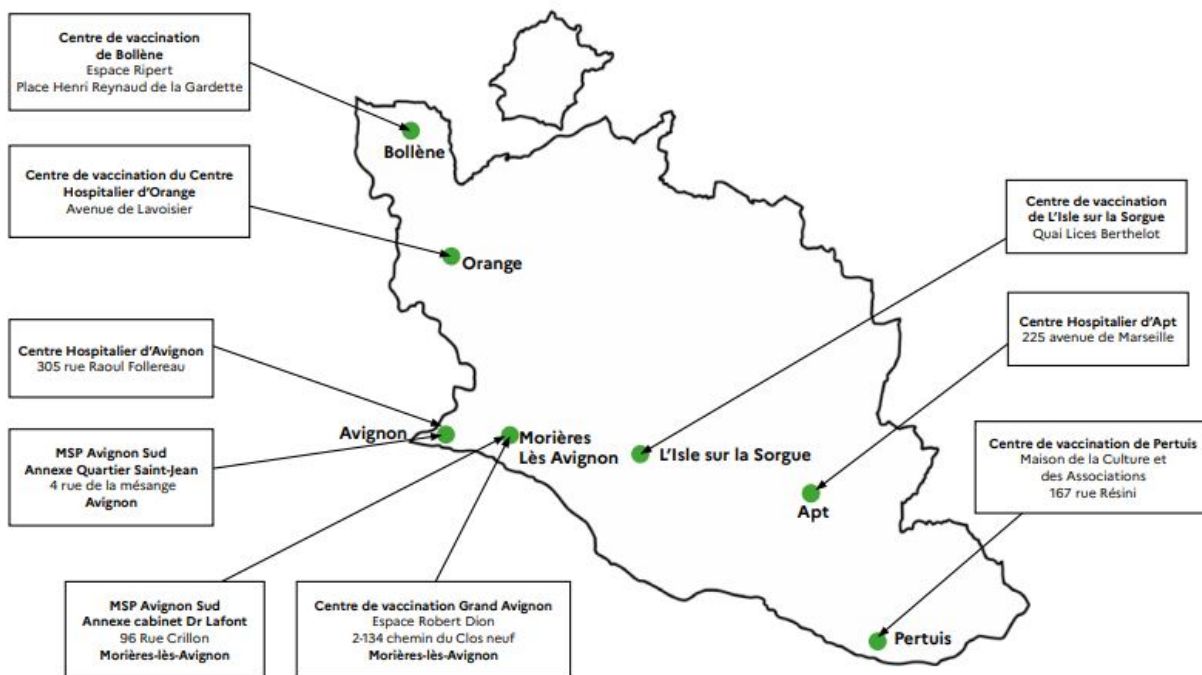 Centre de vaccination
de Bollène
Espace Ripert
Place Henri Reynaud de la Gardette
Bollène
Centre de vaccination du Centre
Hospitalier d'Orange
Avenue de Lavoisier
Orange
Centre de vaccination
de L'Isle sur la Sorgue
Quai Lices Berthelot
Centre Hospitalier d'Apt
225 avenue de Marseille
Centre Hospitalier d'Avignon
305 rue Raoul Follereau
Avignon
Morières
Lès Avignon
L'Isle sur la Sorgue
Apt
MSP Avignon Sud
Annexe Quartier Saint-Jean
4 rue de la mésange
Avignon
Centre de vaccination de Pertuis
Maison de la Culture et
des Associations
167 rue Résini
MSP Avignon Sud
Annexe cabinet Dr Lafont
96 Rue Crillon
Morières-lès-Avignon
Centre de vaccination Grand Avignon
Espace Robert Dion
2-134 chemin du Clos neuf
Morières-lès-Avignon
Pertuis